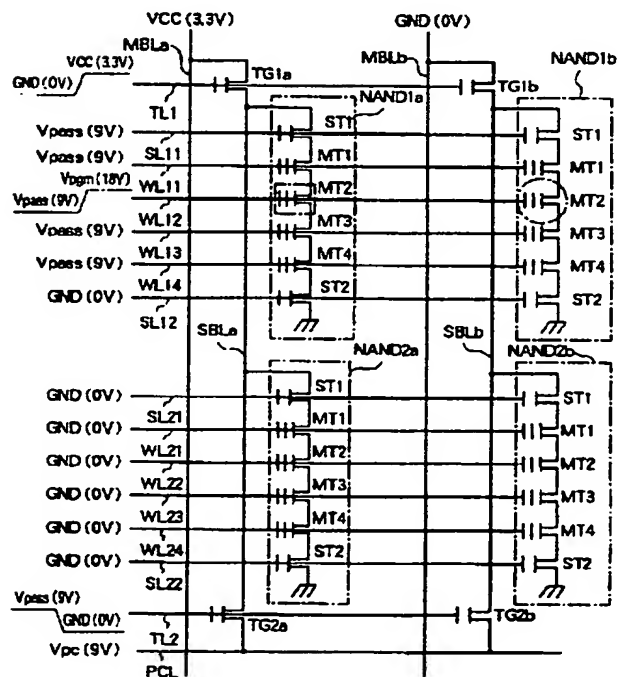 VCC (3.3V) GND (0V)
MBLa MBLb NAND1b
VCC (3.3V) TG1a TG1b
GND (0V)
TL1 NAND1a
Vpass (9V) ST1 ST1
SL11
Vpass (9V) MT1 MT1
Vpgm (18V) WL11 MT2 MT2
Vpass (9V)
WL12 MT3 MT3
Vpass (9V)
WL13 MT4 MT4
Vpass (9V)
WL14 ST2 ST2
GND (0V)
SL12
SBLa NAND2a SBLb NAND2b
GND (0V) ST1 ST1
SL21
GND (0V) MT1 MT1
WL21
GND (0V) MT2 MT2
WL22
GND (0V) MT3 MT3
WL23
GND (0V) MT4 MT4
WL24
GND (0V) ST2 ST2
SL22
Vpass (9V)
GND (0V) TG2a TG2b
TL2
Vpc (9V)
PCL